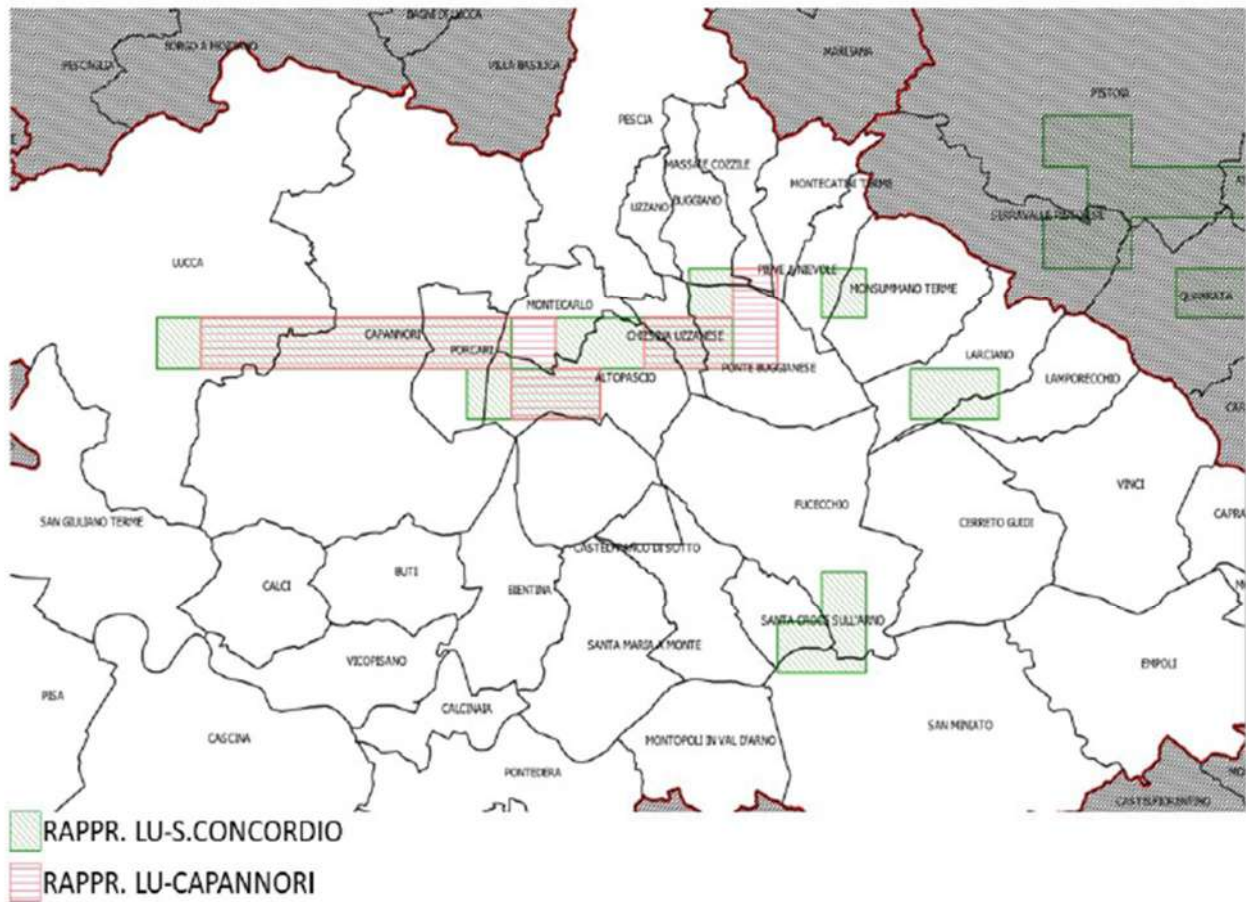 BAGNI DI LUCCA
BORGO A MOZZANO
PESCAGLIA
VILLA BASILICA
MARLIANA
PISTOIA
PESCIA
MASSA E COZZILE
MONTECATINI TERME
UZZANO
BUGGIANO
SERRAVALLE PISTOIESE
LUCCA
PIEVE A NIEVOLE
MONSUMMANO TERME
QUARRATA
MONTECARLO
CAPANNORI
CHIESINA UZZANESE
PORCARI
LARCIANO
PONTE BUGGIANESE
ALTOPASCIO
LAMPORECCHIO
VINCI
FUCECCHIO
SAN GIULIANO TERME
CERRETO GUIDI
CASTELFRANCO DI SOTTO
BUTI
CALCI
BIENTINA
SANTA CROCE SULL'ARNO
SANTA MARIA A MONTE
VICOPISANO
EMPOLI
PISA
CALCINAIA
SAN MINIATO
CASCINA
MONTOPOLI IN VAL D'ARNO
PONTEDERA
CASTELFIORENTINO
RAPPR. LU-S.CONCORDIO
RAPPR. LU-CAPANNORI